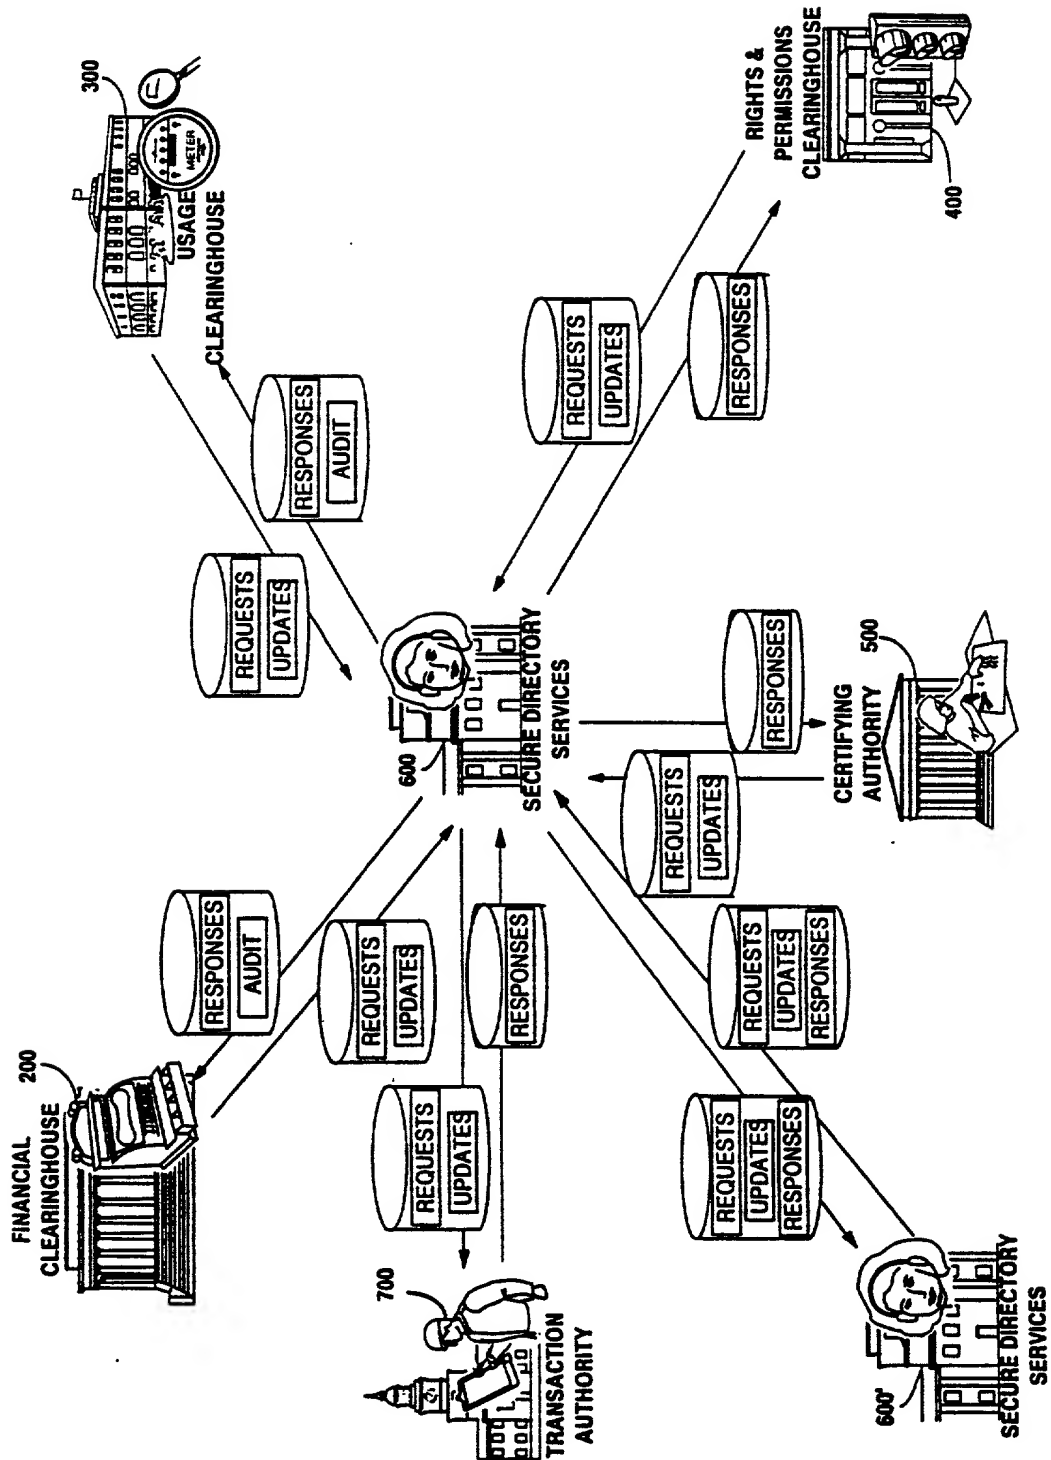 FINANCIAL
CLEARINGHOUSE
200
RESPONSES
AUDIT
REQUESTS
UPDATES
300
METER
USAGE
CLEARINGHOUSE
REQUESTS
UPDATES
RESPONSES
AUDIT
700
TRANSACTION
AUTHORITY
REQUESTS
UPDATES
RESPONSES
600
SECURE DIRECTORY
SERVICES
REQUESTS
UPDATES
RESPONSES
RIGHTS &
PERMISSIONS
CLEARINGHOUSE
400
600'
SECURE DIRECTORY
SERVICES
REQUESTS
UPDATES
RESPONSES
REQUESTS
UPDATES
RESPONSES
REQUESTS
UPDATES
RESPONSES
CERTIFYING
AUTHORITY
500